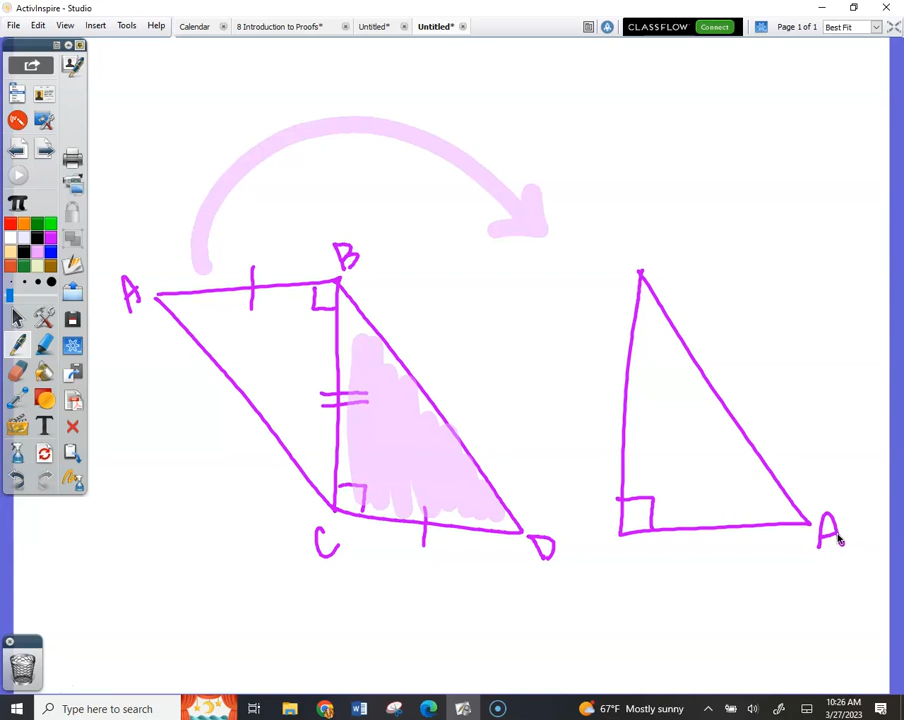 ActivInspire - Studio
File Edit View Insert Tools Help
Calendar
8 Introduction to Proofs*
Untitled*
Untitled*
CLASSFLOW
Connect
Page 1 of 1
Best Fit
π
T
B
A
C
D
A
Type here to search
67°F Mostly sunny
10:26 AM
3/27/2023